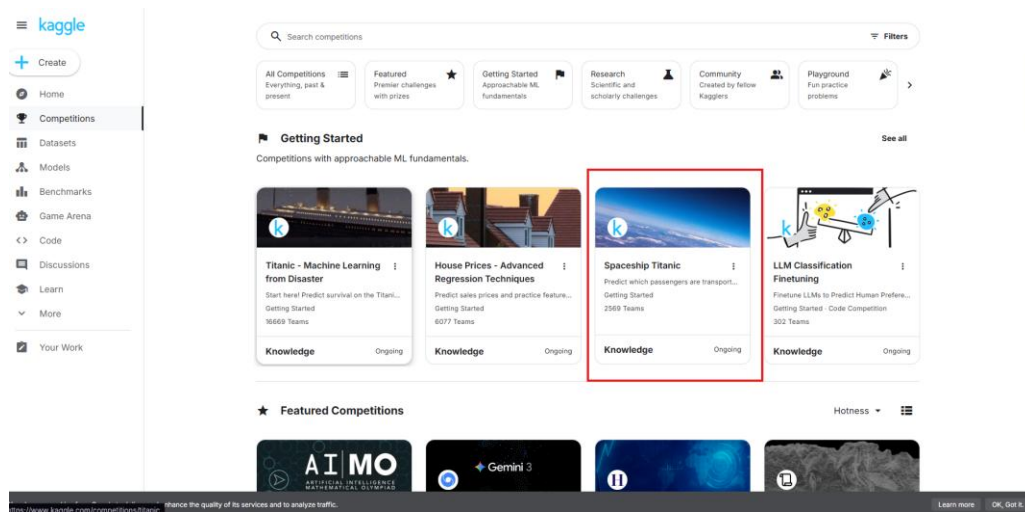 kaggle
Search competitions
Filters
Create
Home
Competitions
Datasets
Models
Benchmarks
Game Arena
Code
Discussions
Learn
More
Your Work
All Competitions
Everything, past &
present
Featured
Premier challenges
with prizes
Getting Started
Approachable ML
fundamentals
Research
Scientific and
scholarly challenges
Community
Created by fellow
Kagglers
Playground
Fun practice
problems
Getting Started
See all
Competitions with approachable ML fundamentals.
k
Titanic - Machine Learning
from Disaster
Start here! Predict survival on the Titani...
Getting Started
16669 Teams
Knowledge Ongoing
k
House Prices - Advanced
Regression Techniques
Predict sales prices and practice feature...
Getting Started
6077 Teams
Knowledge Ongoing
k
Spaceship Titanic
Predict which passengers are transport...
Getting Started
2569 Teams
Knowledge Ongoing
k
LLM Classification
Finetuning
Finetune LLMs to Predict Human Prefere...
Getting Started · Code Competition
302 Teams
Knowledge Ongoing
Featured Competitions
Hotness
AI MO
ARTIFICIAL INTELLIGENCE
MATHEMATICAL OLYMPIAD
Gemini 3
H
https://www.kaggle.com/competitions/titanic
nhance the quality of its services and to analyze traffic.
Learn more
OK, Got it.